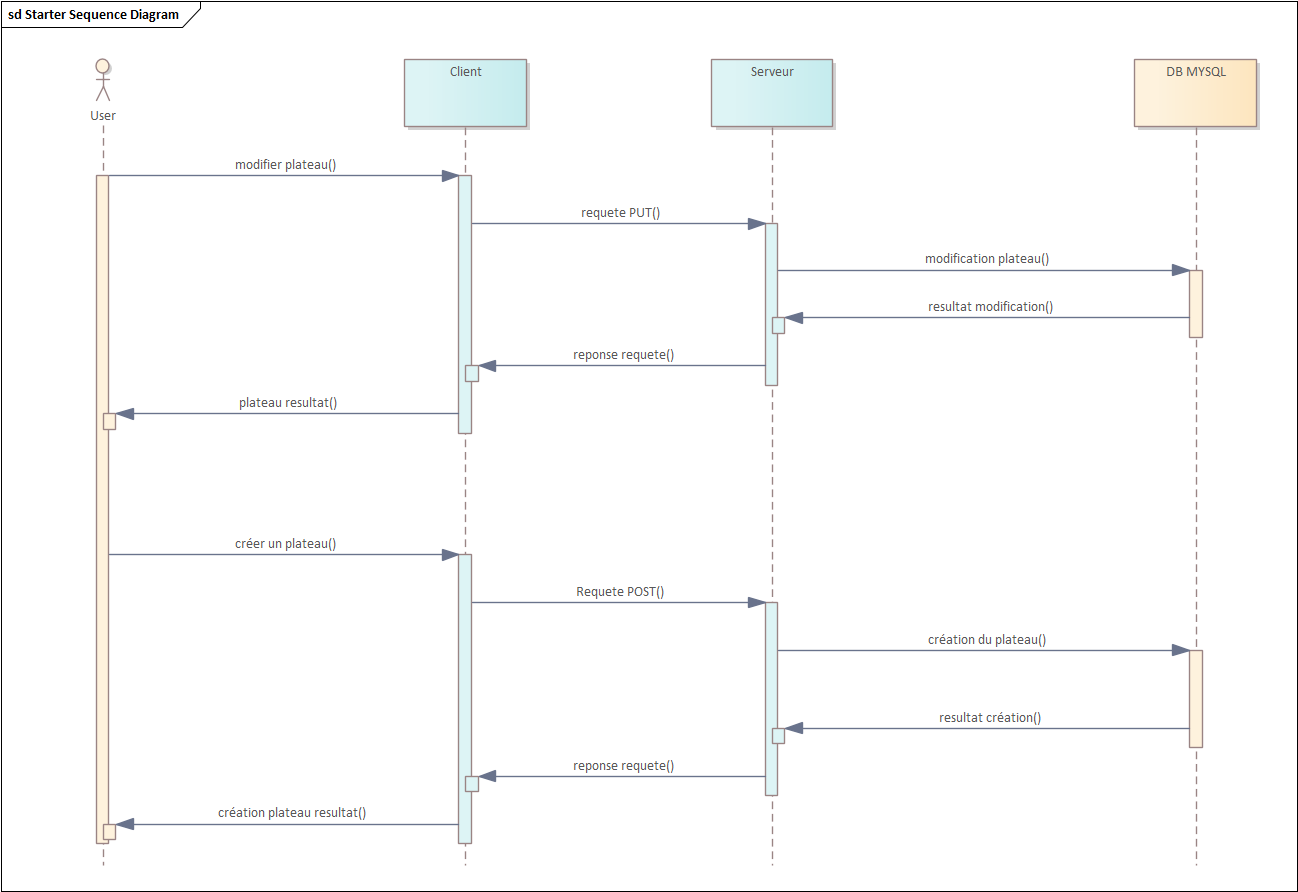 sd Starter Sequence Diagram
User
Client
Serveur
DB MYSQL
modifier plateau()
requete PUT()
modification plateau()
resultat modification()
reponse requete()
plateau resultat()
créer un plateau()
Requete POST()
création du plateau()
resultat création()
reponse requete()
création plateau resultat()